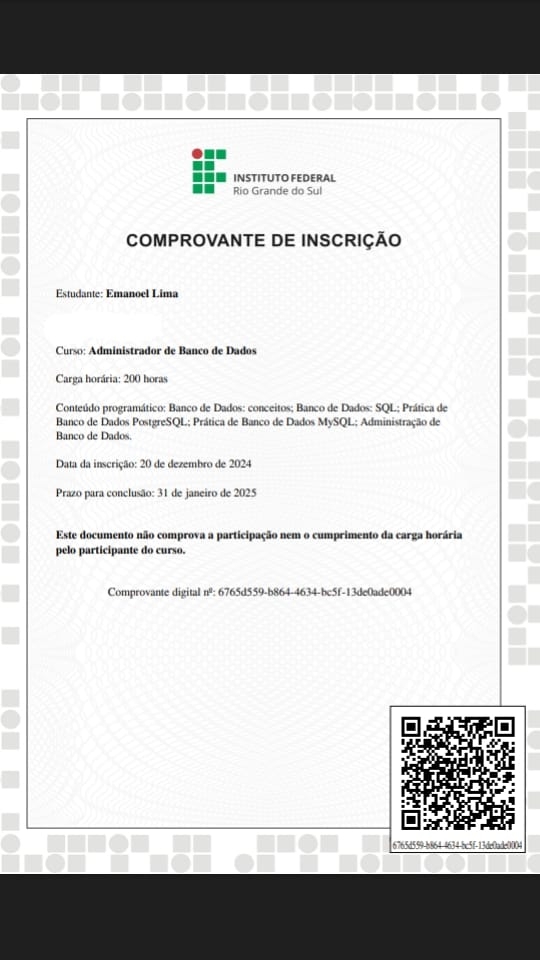 INSTITUTO FEDERAL
Rio Grande do Sul
COMPROVANTE DE INSCRIÇÃO
Estudante: Emanoel Lima
Curso: Administrador de Banco de Dados
Carga horária: 200 horas
Conteúdo programático: Banco de Dados: conceitos; Banco de Dados: SQL; Prática de
Banco de Dados PostgreSQL; Prática de Banco de Dados MySQL; Administração de
Banco de Dados.
Data da inscrição: 20 de dezembro de 2024
Prazo para conclusão: 31 de janeiro de 2025
Este documento não comprova a participação nem o cumprimento da carga horária
pelo participante do curso.
Comprovante digital nº: 6765d559-b864-4634-bc5f-13de0ade0004
6765d559-b864-4634-bc5f-13de0ade0004